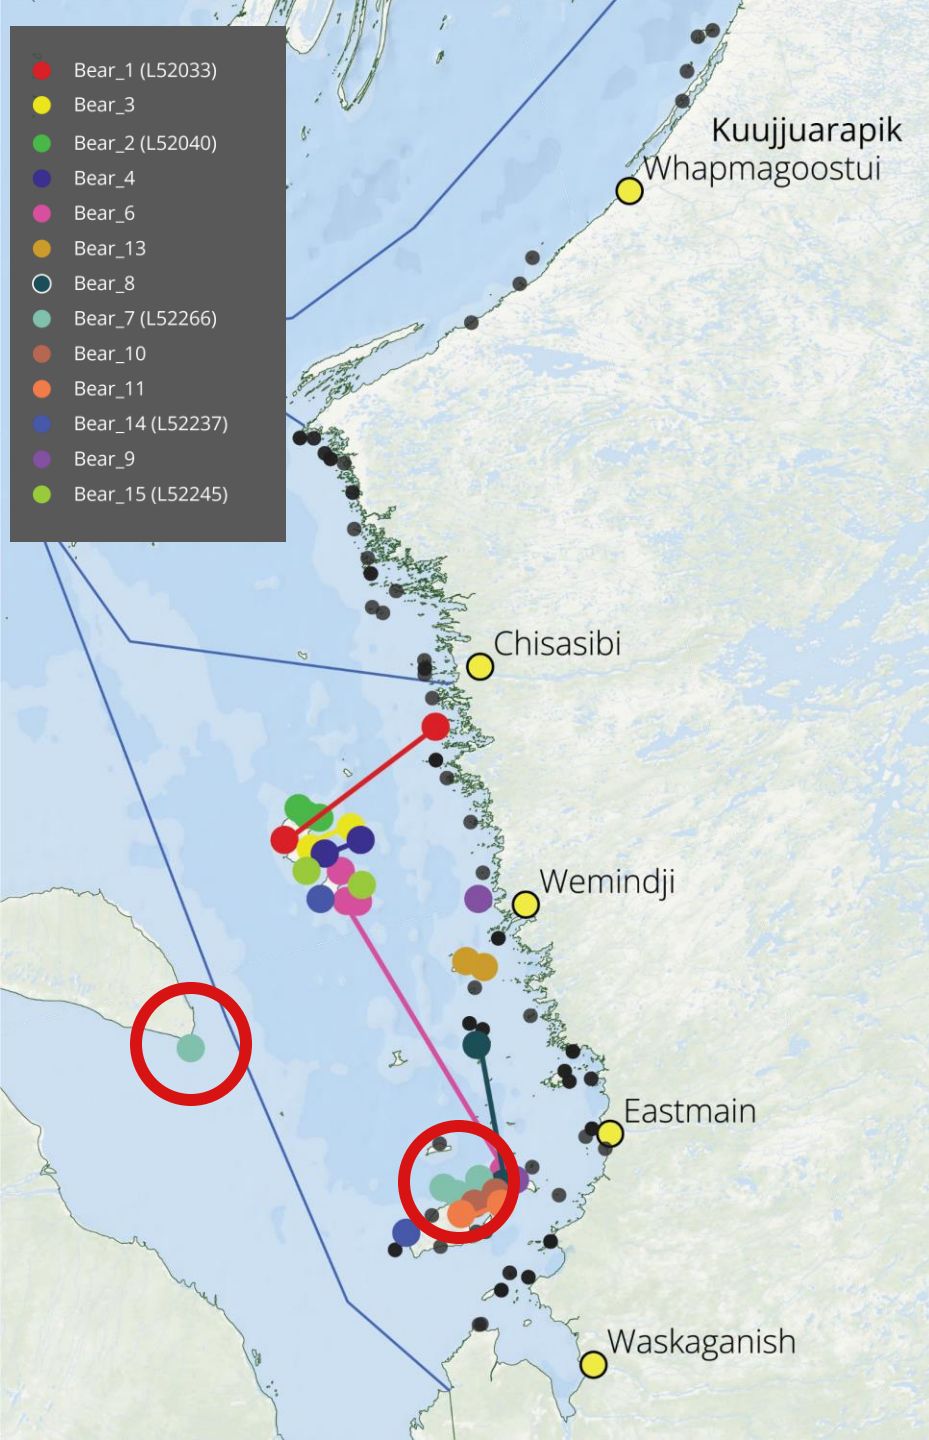 Bear_1 (L52033)
Bear_3
Bear_2 (L52040)
Bear_4
Bear_6
Bear_13
Bear_8
Bear_7 (L52266)
Bear_10
Bear_11
Bear_14 (L52237)
Bear_9
Bear_15 (L52245)
Kuujjuarapik
Whapmagoostui
Chisasibi
Wemindji
Eastmain
Waskaganish